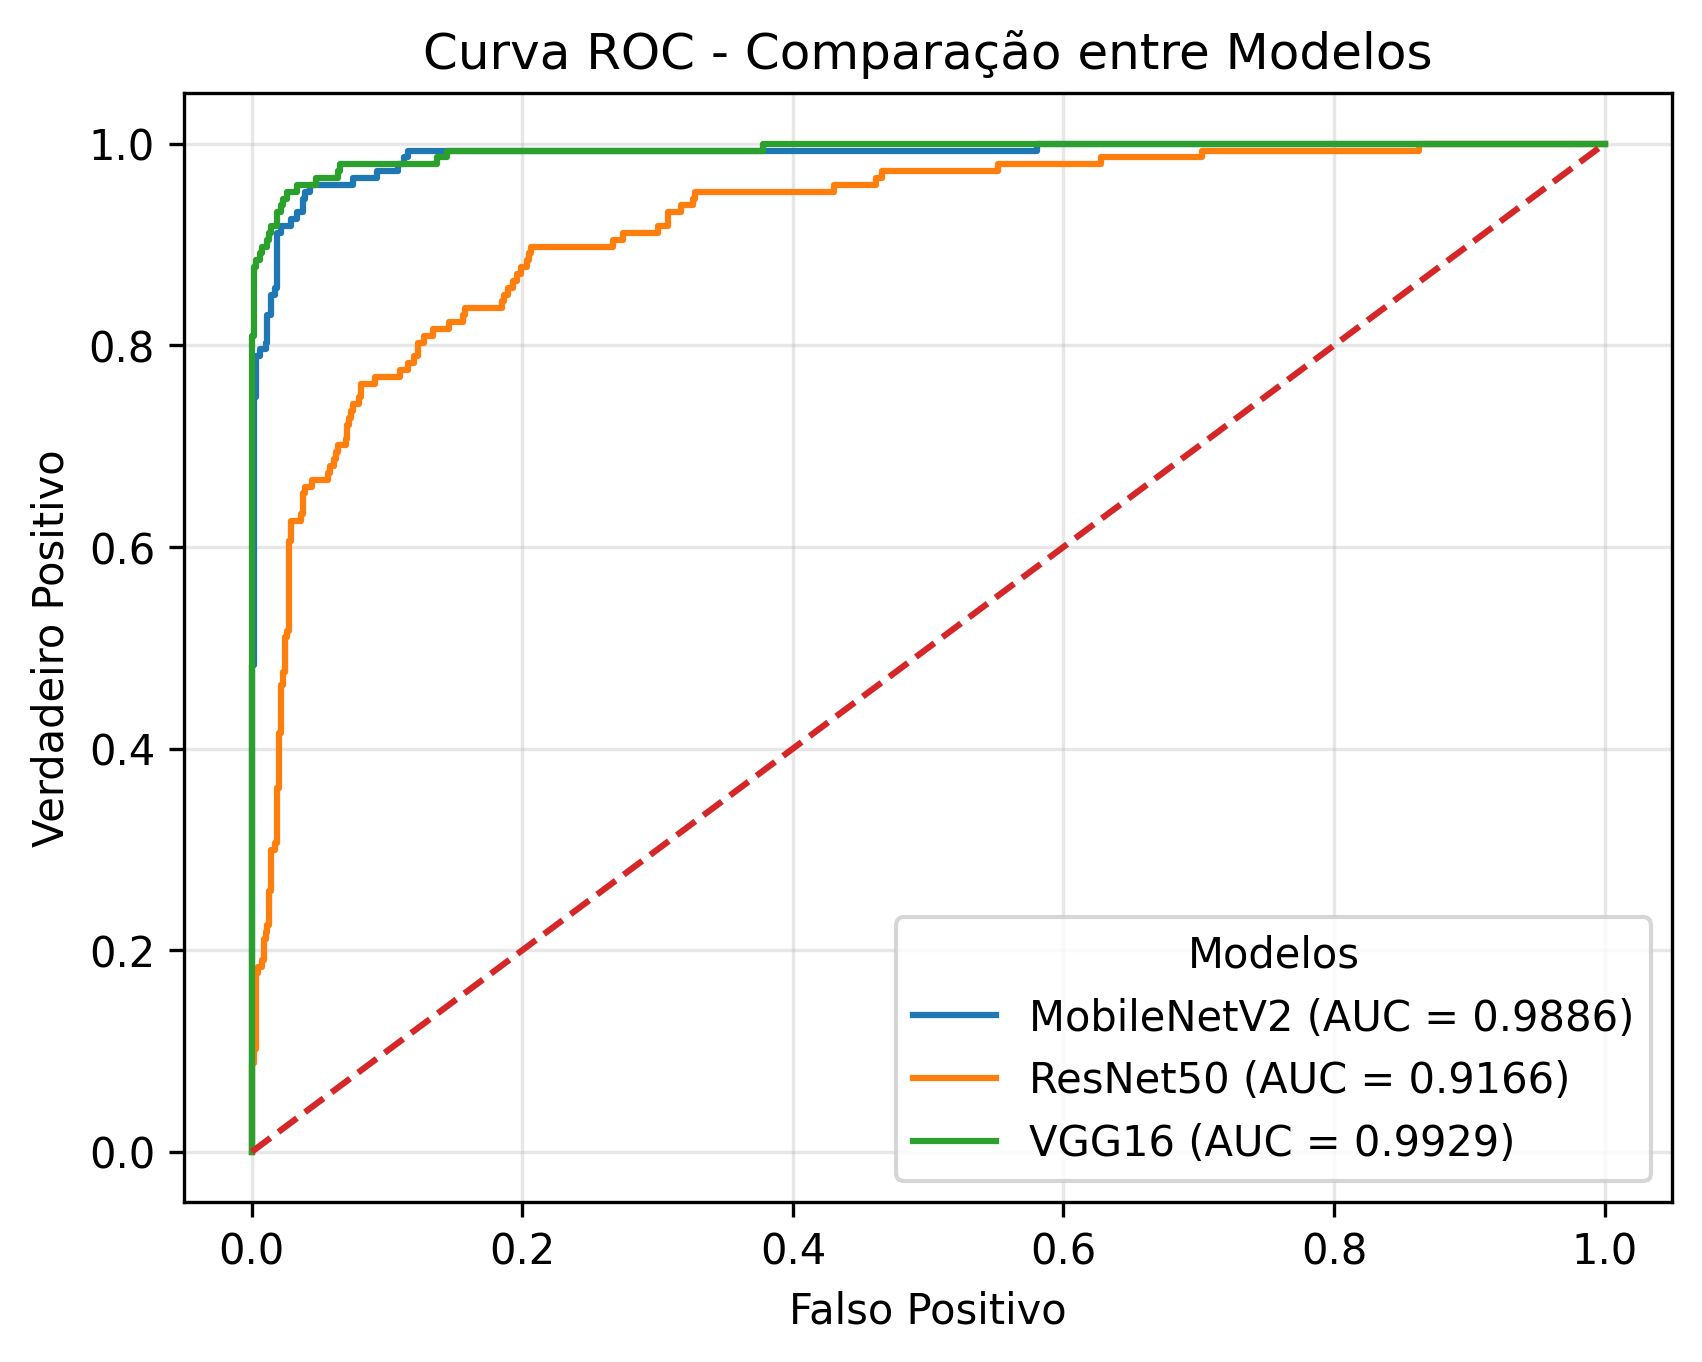 Curva ROC - Comparação entre Modelos
1.0
0.8
0.6
0.4
0.2
0.0
Verdadeiro Positivo
Modelos
MobileNetV2 (AUC = 0.9886)
ResNet50 (AUC = 0.9166)
VGG16 (AUC = 0.9929)
0.0 0.2 0.4 0.6 0.8 1.0
Falso Positivo